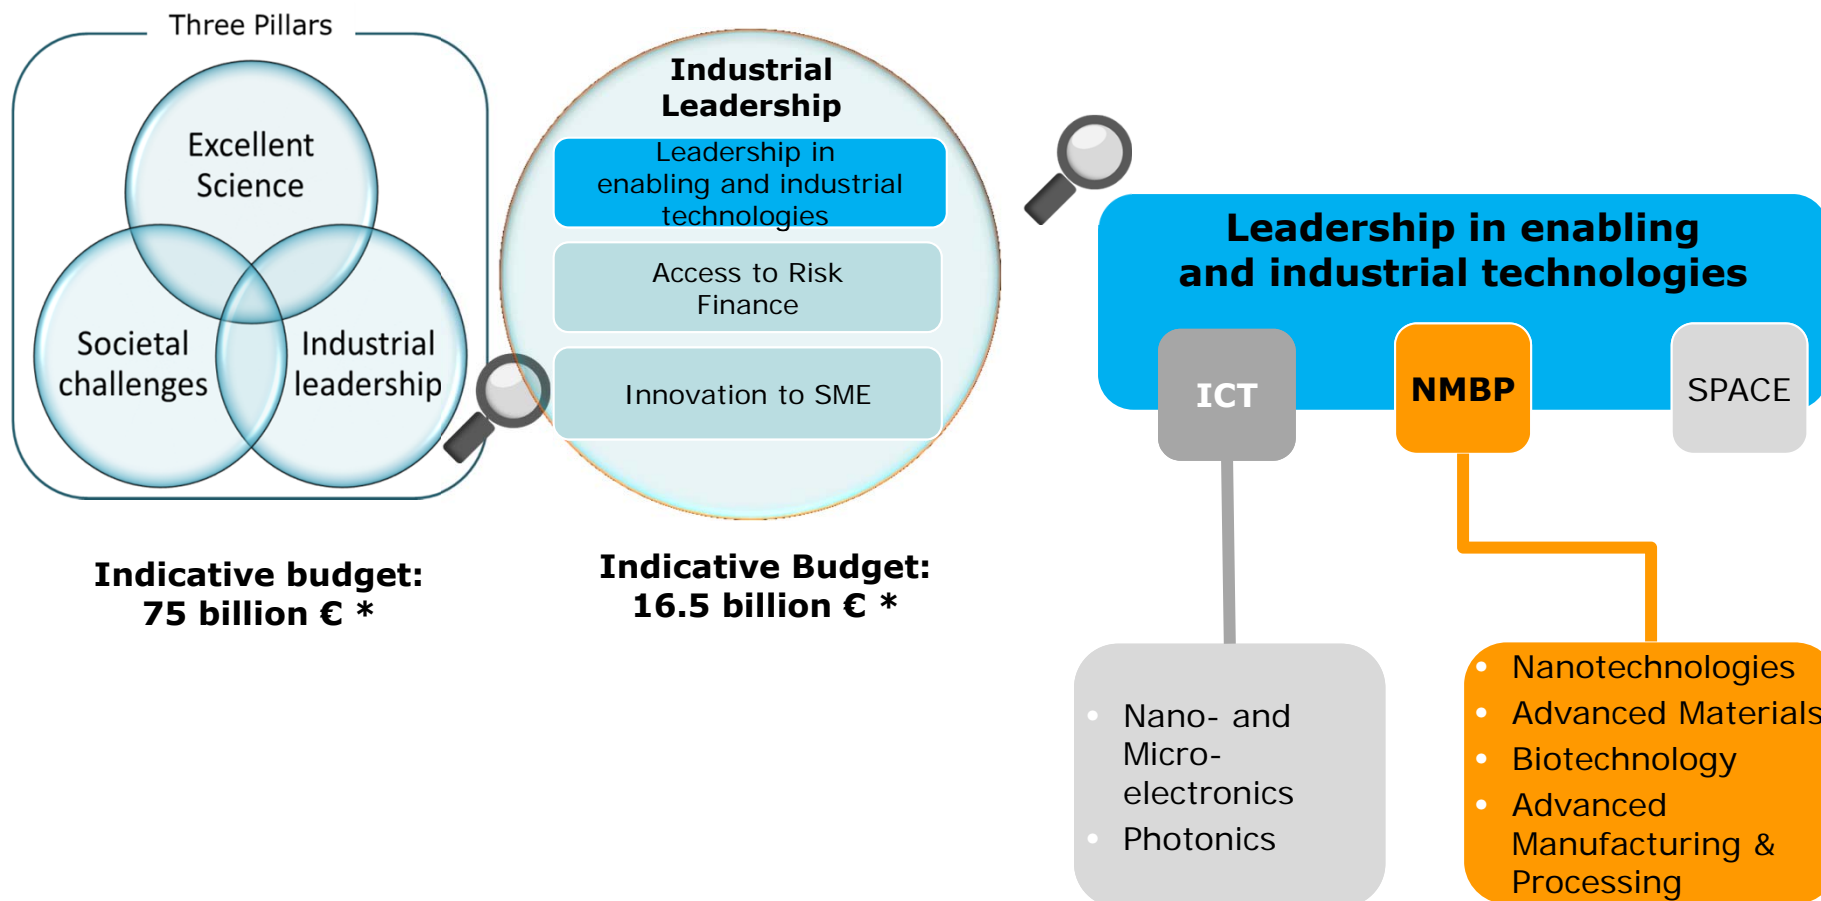 Three Pillars
Excellent
Science
Societal
challenges
Industrial
leadership
Indicative budget:
75 billion € *
Industrial
Leadership
Leadership in
enabling and industrial
technologies
Access to Risk
Finance
Innovation to SME
Indicative Budget:
16.5 billion € *
Leadership in enabling
and industrial technologies
ICT
NMBP
SPACE
• Nano- and
Micro-
electronics
• Photonics
• Nanotechnologies
• Advanced Materials
• Biotechnology
• Advanced
Manufacturing &
Processing